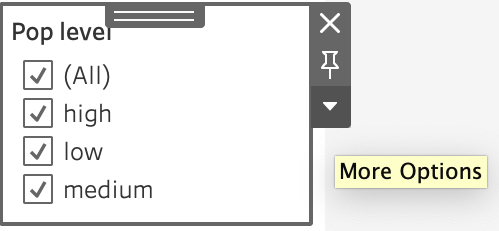 Pop level
(All)
high
low
medium
More Options